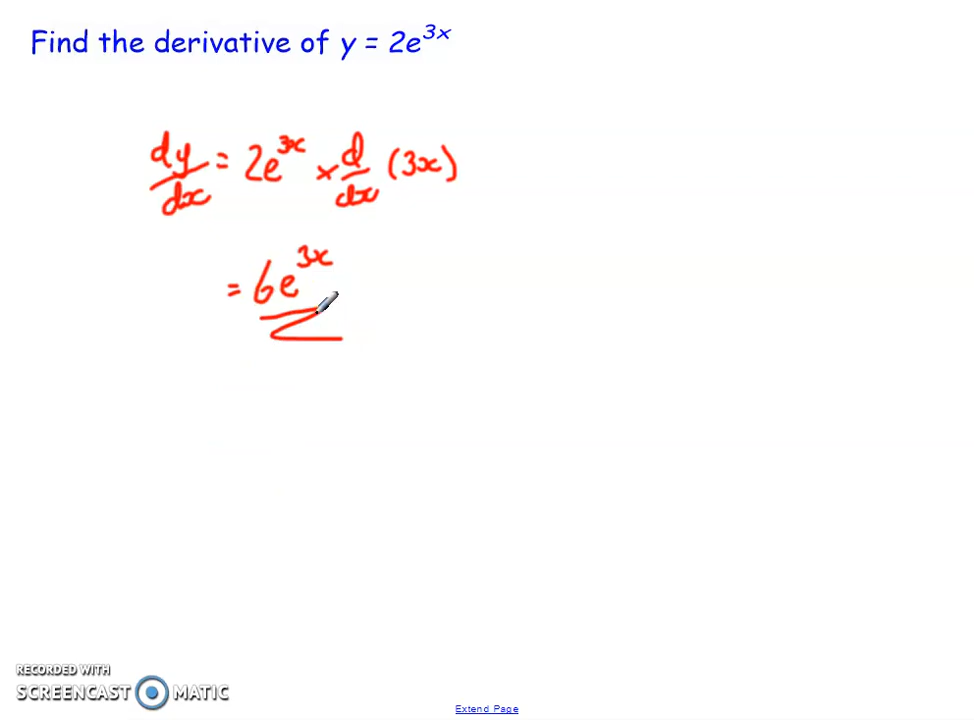 Find the derivative of y = 2e^{3x}
dy/dx = 2e^{3x} × d/dx (3x)
= 6e^{3x}
RECORDED WITH
SCREENCAST MATIC
Extend Page